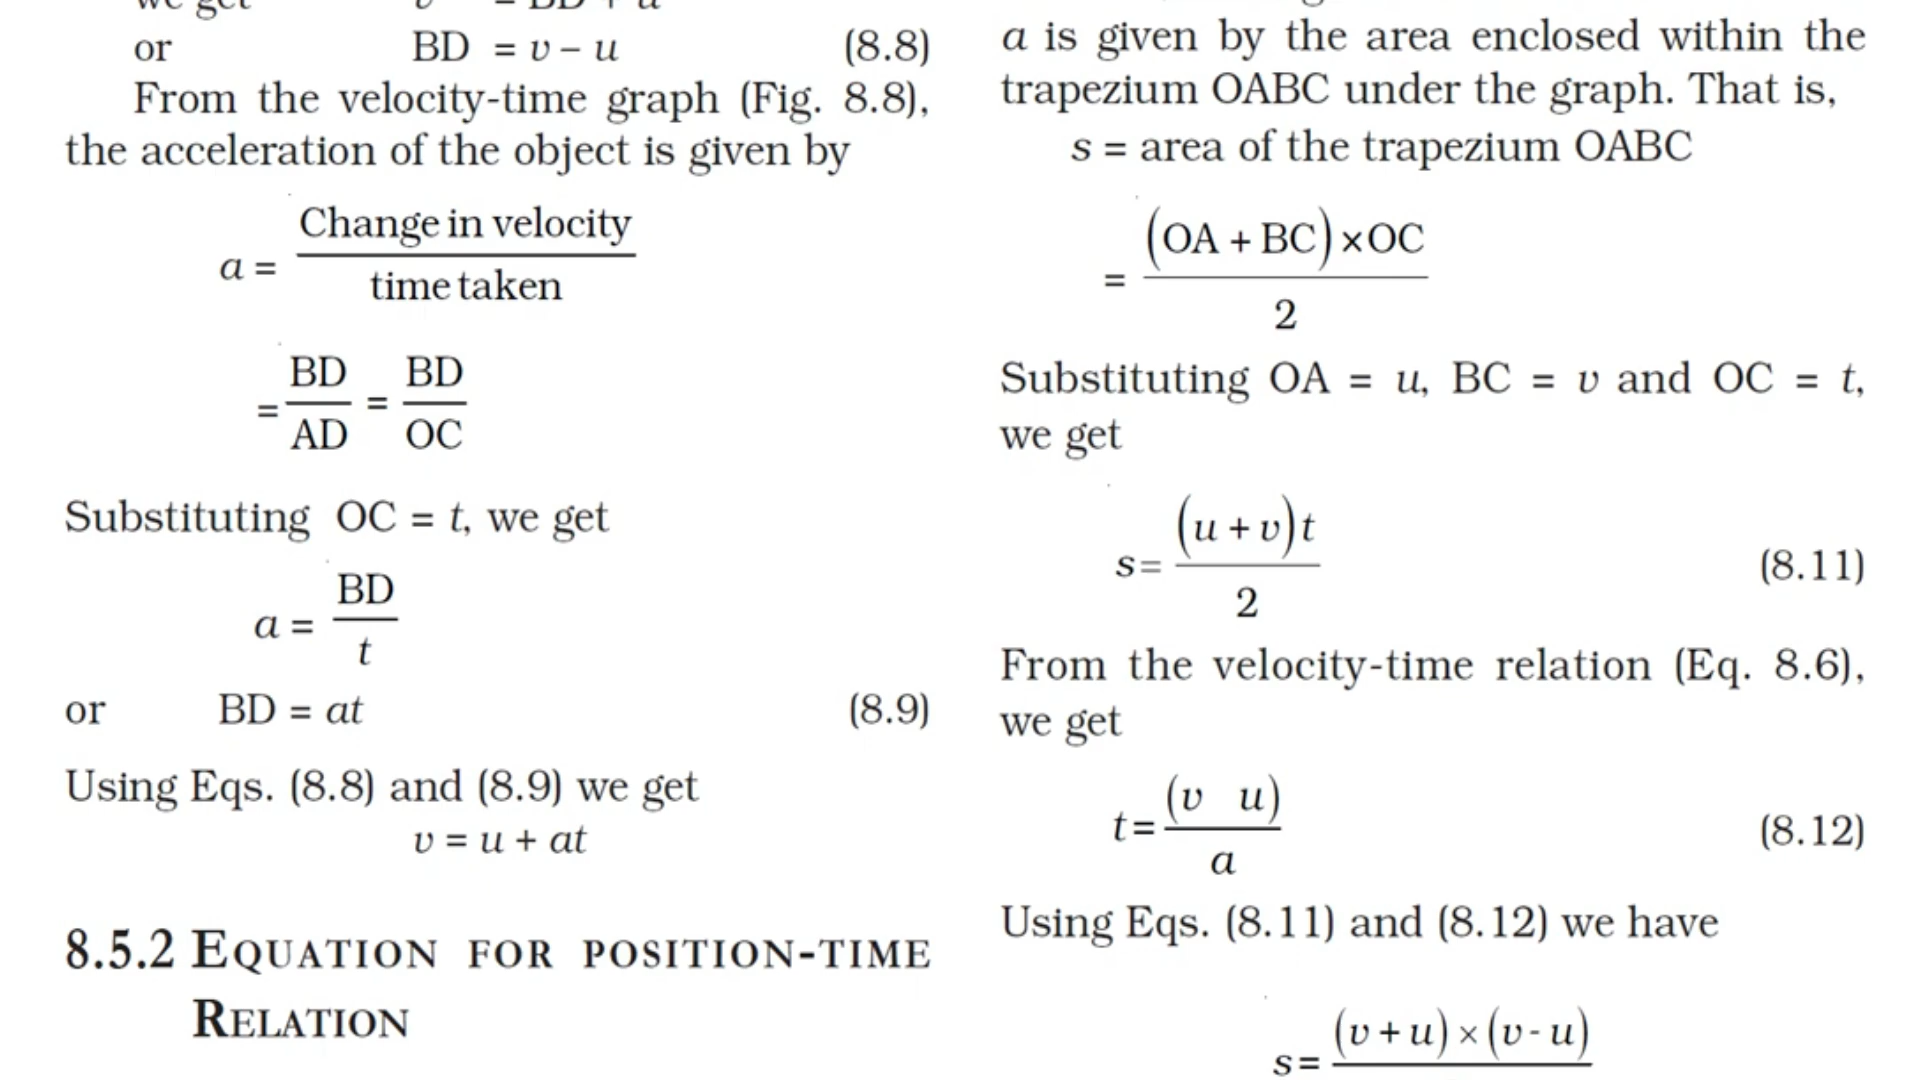 we get v = BD + u
or BD = v – u (8.8)
From the velocity-time graph (Fig. 8.8),
the acceleration of the object is given by
a = Change in velocity / time taken
= BD / AD = BD / OC
Substituting OC = t, we get
a = BD / t
or BD = at (8.9)
Using Eqs. (8.8) and (8.9) we get
v = u + at
8.5.2 EQUATION FOR POSITION-TIME
RELATION
a is given by the area enclosed within the
trapezium OABC under the graph. That is,
s = area of the trapezium OABC
= (OA + BC) ×OC / 2
Substituting OA = u, BC = v and OC = t,
we get
s = (u + v) t / 2 (8.11)
From the velocity-time relation (Eq. 8.6),
we get
t = (v u) / a (8.12)
Using Eqs. (8.11) and (8.12) we have
s = (v + u) × (v - u)